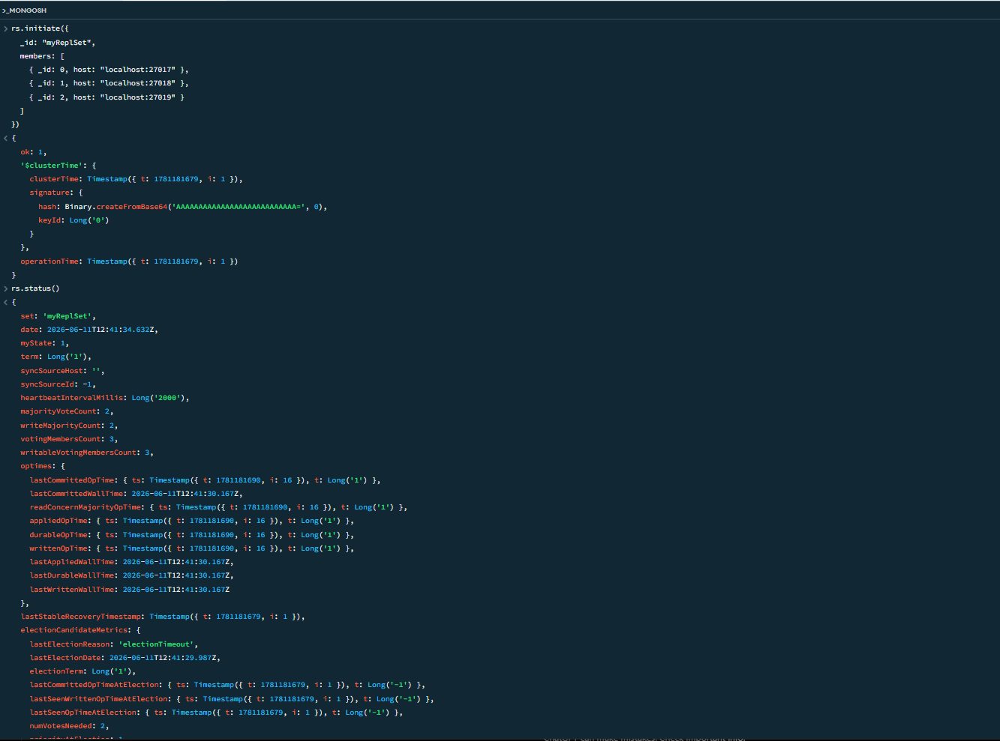 >_MONGOSH
> rs.initiate({
_id: "myReplSet",
members: [
{ _id: 0, host: "localhost:27017" },
{ _id: 1, host: "localhost:27018" },
{ _id: 2, host: "localhost:27019" }
]
})
< {
ok: 1,
'$clusterTime': {
clusterTime: Timestamp({ t: 1781181679, i: 1 }),
signature: {
hash: Binary.createFromBase64('AAAAAAAAAAAAAAAAAAAAAAAAAAA=', 0),
keyId: Long('0')
}
},
operationTime: Timestamp({ t: 1781181679, i: 1 })
}
> rs.status()
< {
set: 'myReplSet',
date: 2026-06-11T12:41:34.632Z,
myState: 1,
term: Long('1'),
syncSourceHost: '',
syncSourceId: -1,
heartbeatIntervalMillis: Long('2000'),
majorityVoteCount: 2,
writeMajorityCount: 2,
votingMembersCount: 3,
writableVotingMembersCount: 3,
optimes: {
lastCommittedOpTime: { ts: Timestamp({ t: 1781181690, i: 16 }), t: Long('1') },
lastCommittedWallTime: 2026-06-11T12:41:30.167Z,
readConcernMajorityOpTime: { ts: Timestamp({ t: 1781181690, i: 16 }), t: Long('1') },
appliedOpTime: { ts: Timestamp({ t: 1781181690, i: 16 }), t: Long('1') },
durableOpTime: { ts: Timestamp({ t: 1781181690, i: 16 }), t: Long('1') },
writtenOpTime: { ts: Timestamp({ t: 1781181690, i: 16 }), t: Long('1') },
lastAppliedWallTime: 2026-06-11T12:41:30.167Z,
lastDurableWallTime: 2026-06-11T12:41:30.167Z,
lastWrittenWallTime: 2026-06-11T12:41:30.167Z
},
lastStableRecoveryTimestamp: Timestamp({ t: 1781181679, i: 1 }),
electionCandidateMetrics: {
lastElectionReason: 'electionTimeout',
lastElectionDate: 2026-06-11T12:41:29.987Z,
electionTerm: Long('1'),
lastCommittedOpTimeAtElection: { ts: Timestamp({ t: 1781181679, i: 1 }), t: Long('-1') },
lastSeenWrittenOpTimeAtElection: { ts: Timestamp({ t: 1781181679, i: 1 }), t: Long('-1') },
lastSeenOpTimeAtElection: { ts: Timestamp({ t: 1781181679, i: 1 }), t: Long('-1') },
numVotesNeeded: 2,